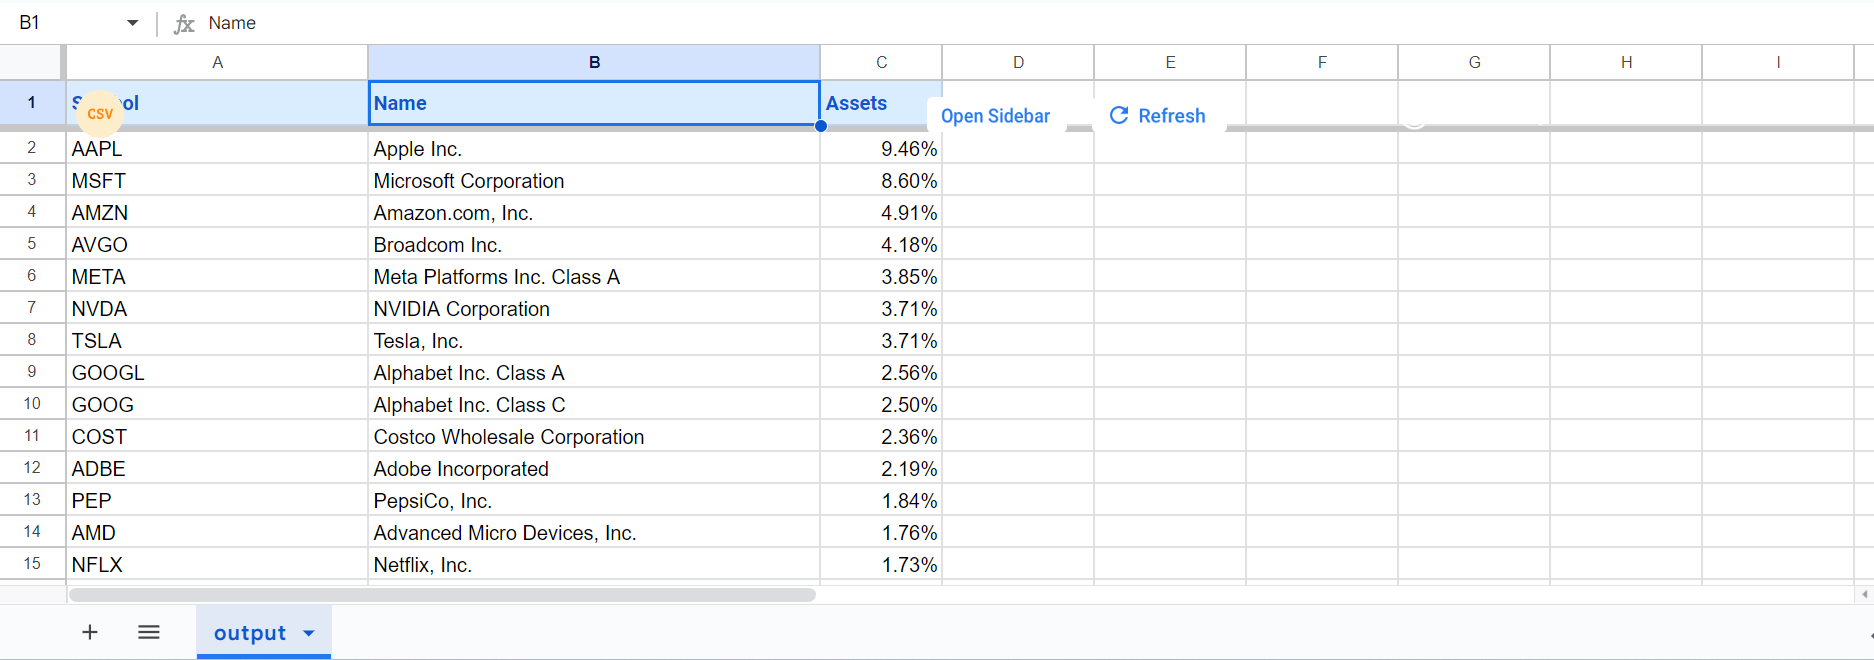 B1 fx Name
A B C D E F G H I
1 CSV Name Assets Open Sidebar Refresh
2 AAPL Apple Inc. 9.46%
3 MSFT Microsoft Corporation 8.60%
4 AMZN Amazon.com, Inc. 4.91%
5 AVGO Broadcom Inc. 4.18%
6 META Meta Platforms Inc. Class A 3.85%
7 NVDA NVIDIA Corporation 3.71%
8 TSLA Tesla, Inc. 3.71%
9 GOOGL Alphabet Inc. Class A 2.56%
10 GOOG Alphabet Inc. Class C 2.50%
11 COST Costco Wholesale Corporation 2.36%
12 ADBE Adobe Incorporated 2.19%
13 PEP PepsiCo, Inc. 1.84%
14 AMD Advanced Micro Devices, Inc. 1.76%
15 NFLX Netflix, Inc. 1.73%
output